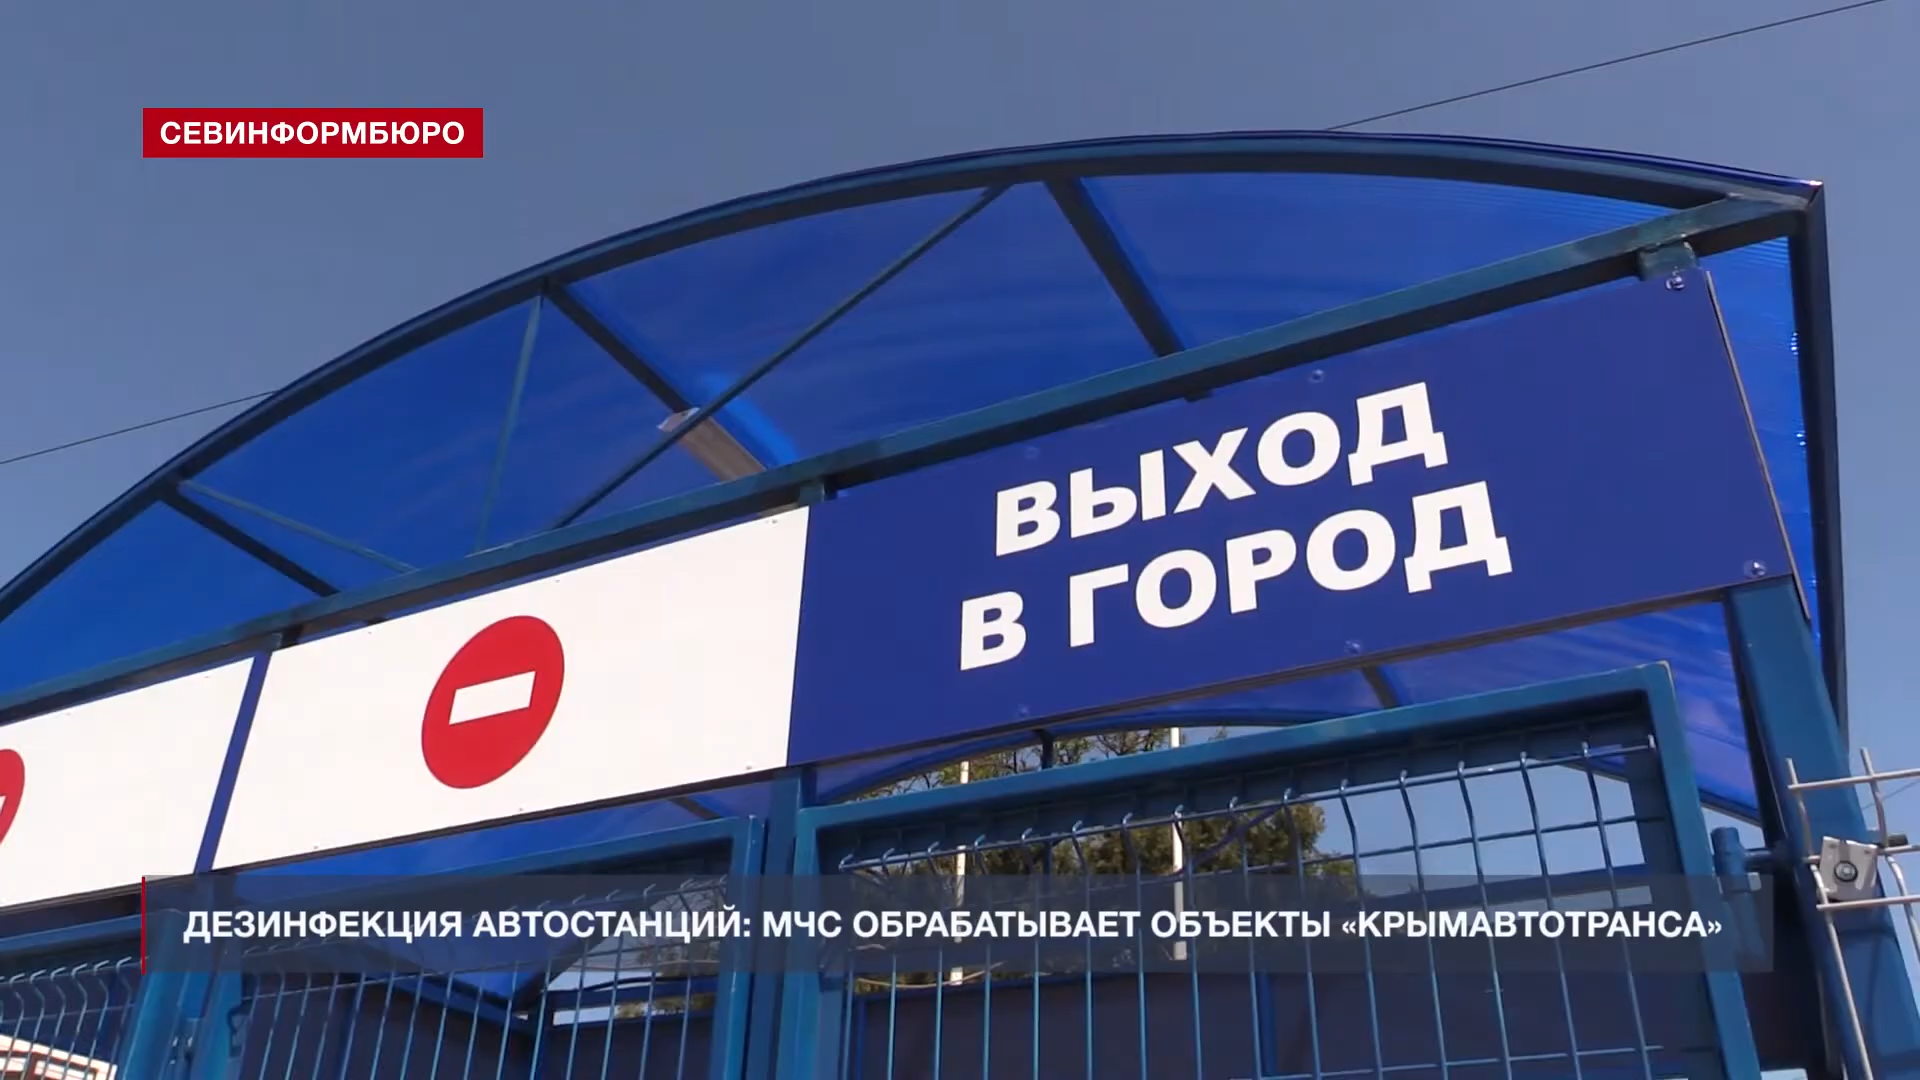 СЕВИНФОРМБЮРО
ВЫХОД
В ГОРОД
ДЕЗИНФЕКЦИЯ АВТОСТАНЦИЙ: МЧС ОБРАБАТЫВАЕТ ОБЪЕКТЫ «КРЫМАВТОТРАНСА»